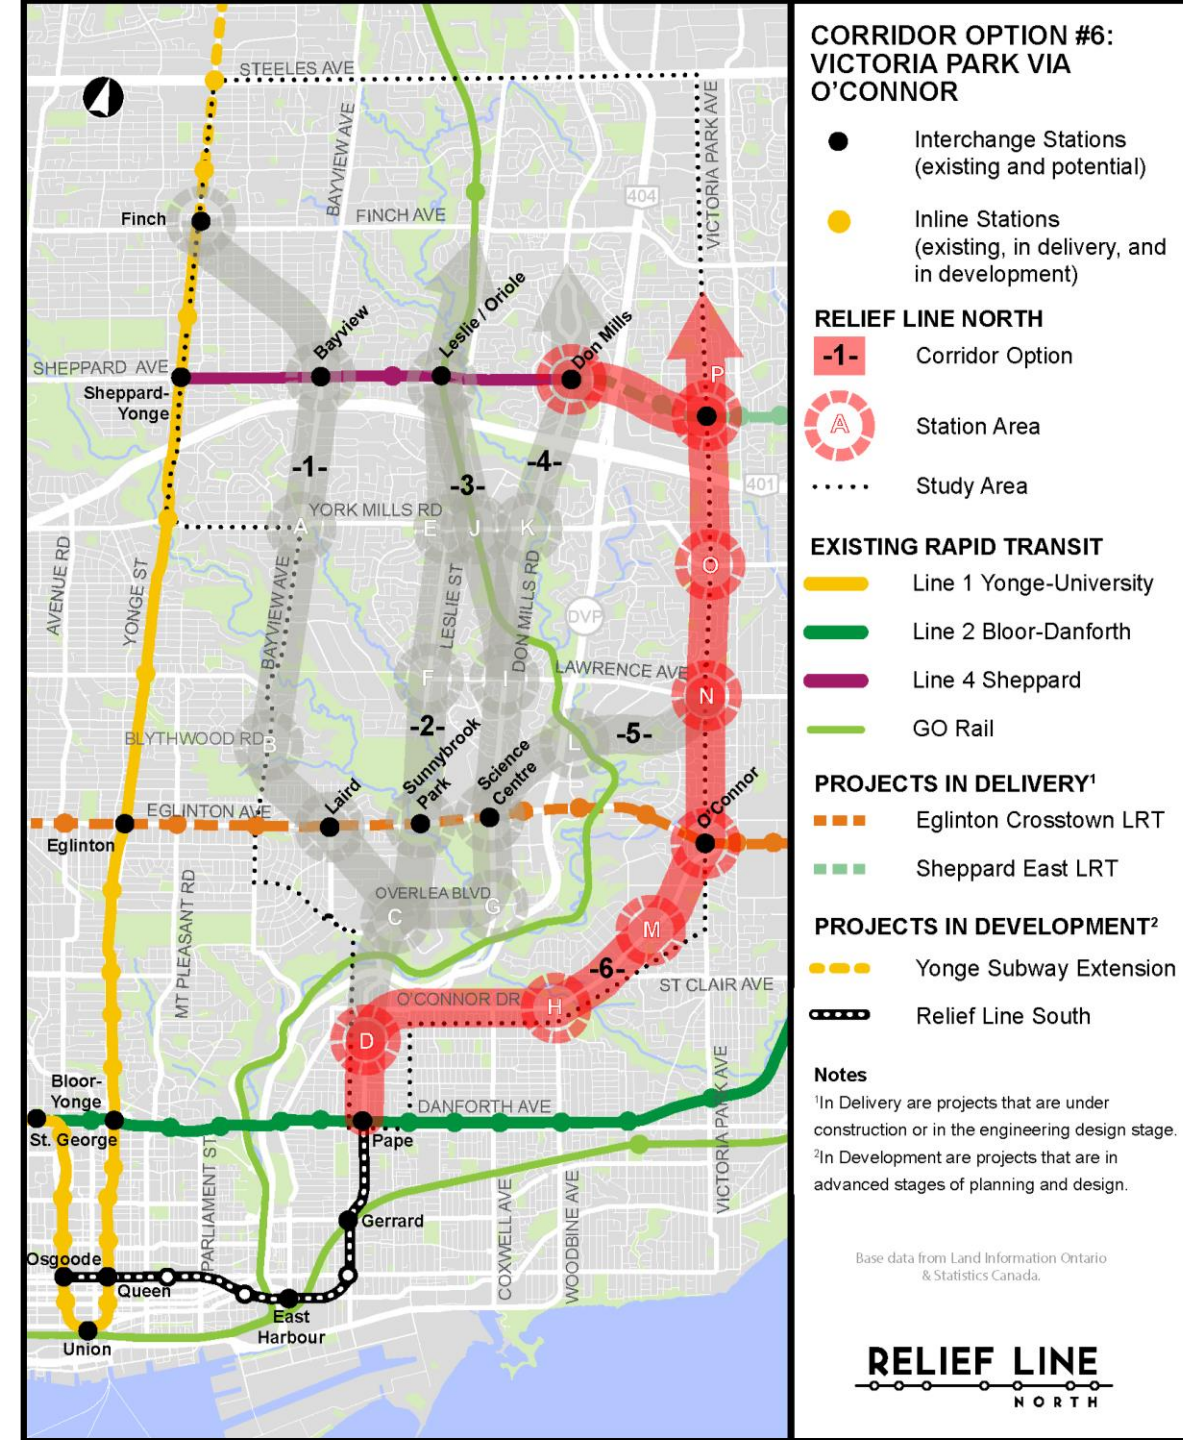 STEELES AVE
BAYVIEW AVE
VICTORIA PARK AVE
404
Finch
FINCH AVE
Bayview
Leslie / Oriole
Don Mills
SHEPPARD AVE
Sheppard-
Yonge
P
-1-
-3-
-4-
401
YORK MILLS RD
A
E
J
K
O
AVENUE RD
YONGE ST
BAYVIEW AVE
LESLIE ST
DON MILLS RD
DVP
LAWRENCE AVE
F
I
N
BLYTHWOOD RD
B
-2-
L
-5-
Sunnybrook
Park
Science
Centre
Laird
O'Connor
EGLINTON AVE
Eglinton
MT PLEASANT RD
OVERLEA BLVD
C
G
M
-6-
ST CLAIR AVE
O'CONNOR DR
H
D
Bloor-
Yonge
St. George
DANFORTH AVE
Pape
VICTORIA PARK AVE
PARLIAMENT ST
Gerrard
COXWELL AVE
WOODBINE AVE
Osgoode
Queen
East
Harbour
Union
CORRIDOR OPTION #6:
VICTORIA PARK VIA
O'CONNOR
Interchange Stations
(existing and potential)
Inline Stations
(existing, in delivery, and
in development)
RELIEF LINE NORTH
-1-
Corridor Option
A
Station Area
Study Area
EXISTING RAPID TRANSIT
Line 1 Yonge-University
Line 2 Bloor-Danforth
Line 4 Sheppard
GO Rail
PROJECTS IN DELIVERY¹
Eglinton Crosstown LRT
Sheppard East LRT
PROJECTS IN DEVELOPMENT²
Yonge Subway Extension
Relief Line South
Notes
¹In Delivery are projects that are under
construction or in the engineering design stage.
²In Development are projects that are in
advanced stages of planning and design.
Base data from Land Information Ontario
& Statistics Canada.
RELIEF LINE
NORTH